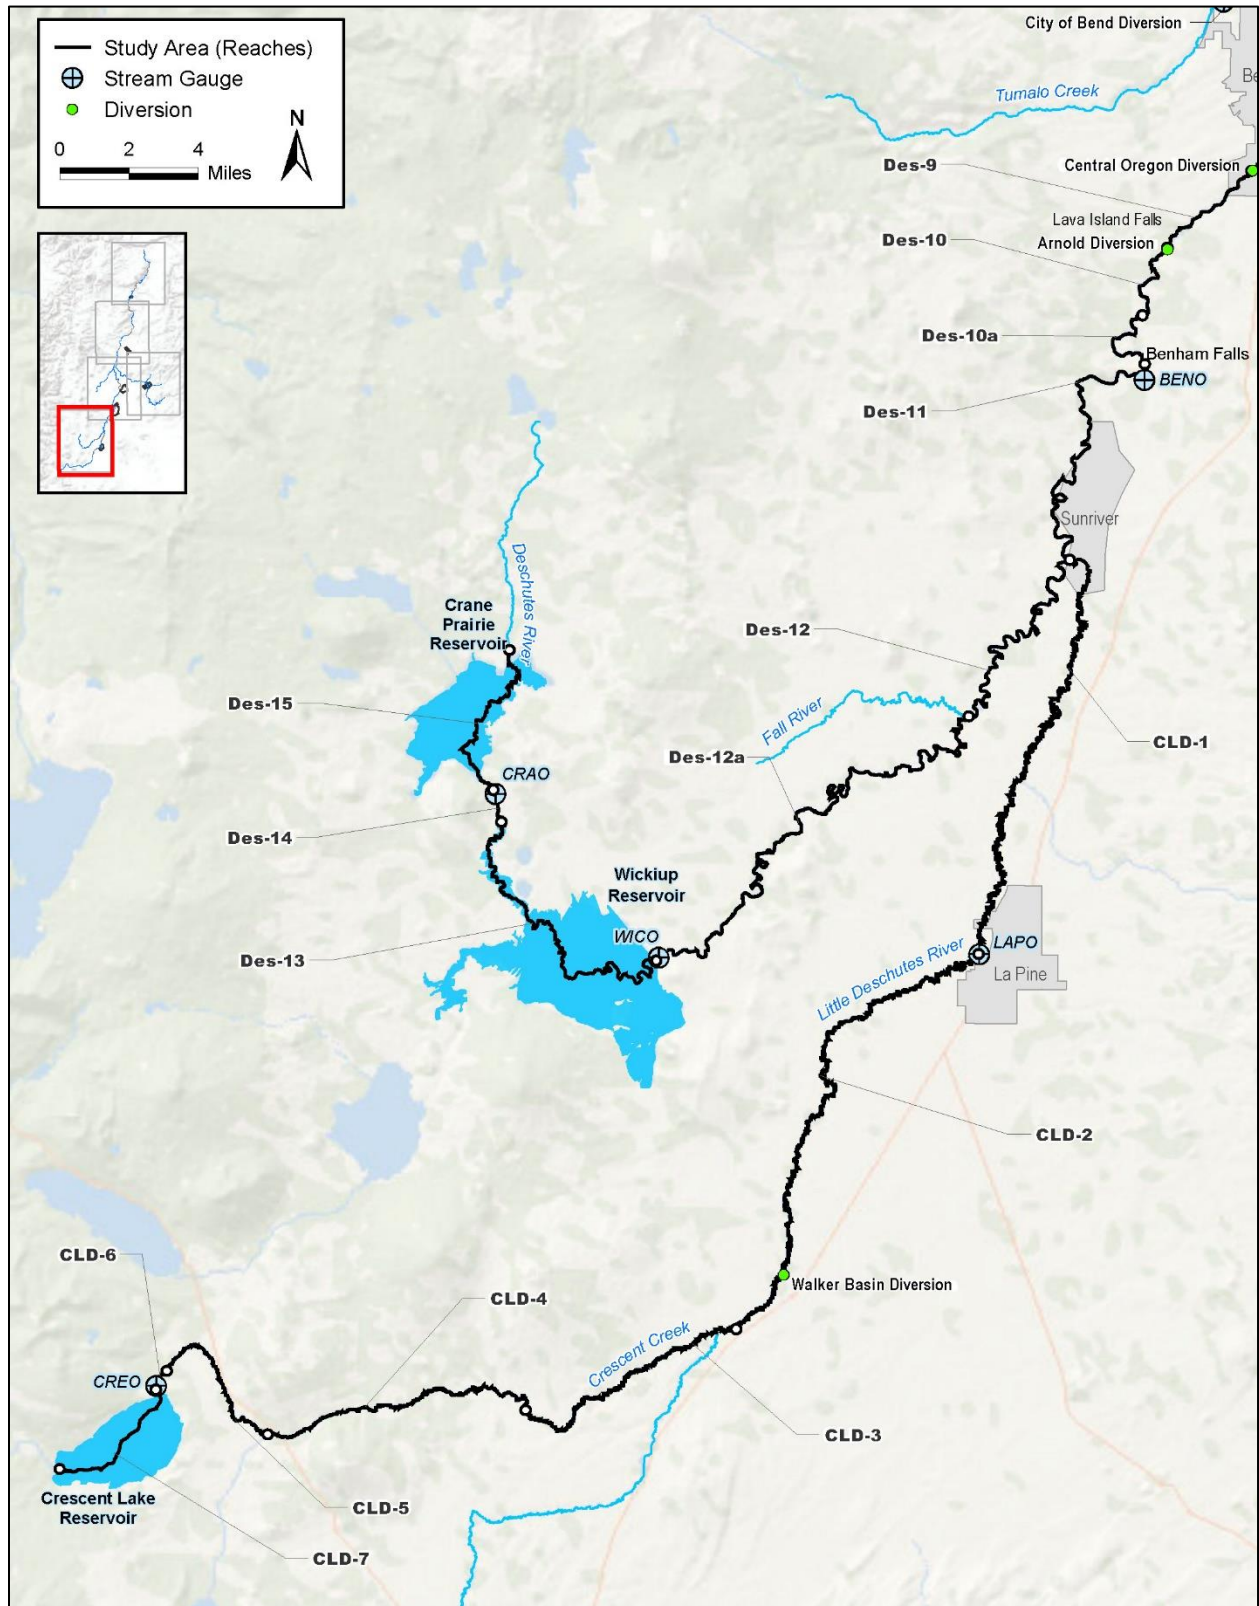 City of Bend Diversion
Study Area (Reaches)
Stream Gauge
Diversion
N
0 2 4
Miles
Be
Tumalo Creek
Des-9
Central Oregon Diversion
Lava Island Falls
Des-10
Arnold Diversion
Des-10a
Benham Falls
BENO
Des-11
Sunriver
Deschutes River
Crane
Prairie
Reservoir
Des-12
Des-15
Fall River
CLD-1
Des-12a
CRAO
Des-14
Wickiup
Reservoir
WICO
LAPO
Des-13
La Pine
Little Deschutes River
CLD-2
CLD-6
Walker Basin Diversion
CLD-4
Crescent Creek
CREO
CLD-3
Crescent Lake
Reservoir
CLD-5
CLD-7